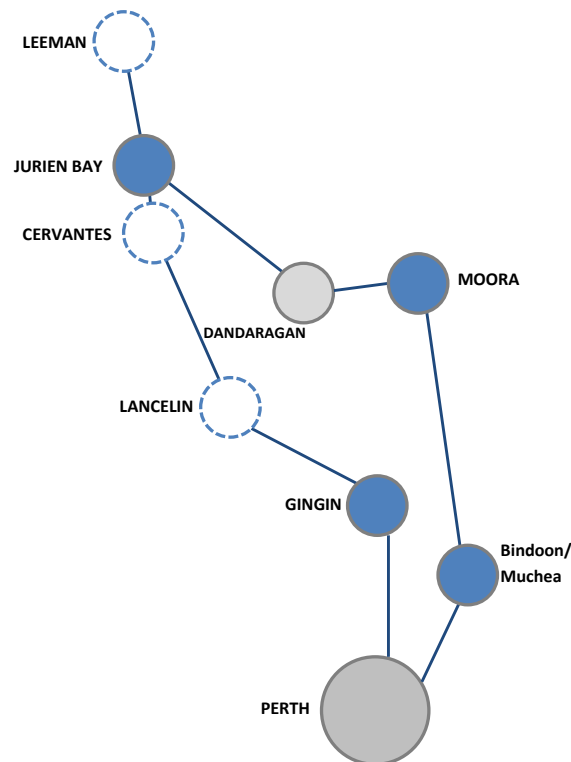 LEEMAN
JURIEN BAY
CERVANTES
MOORA
DANDARAGAN
LANCELIN
GINGIN
Bindoon/
Muchea
PERTH